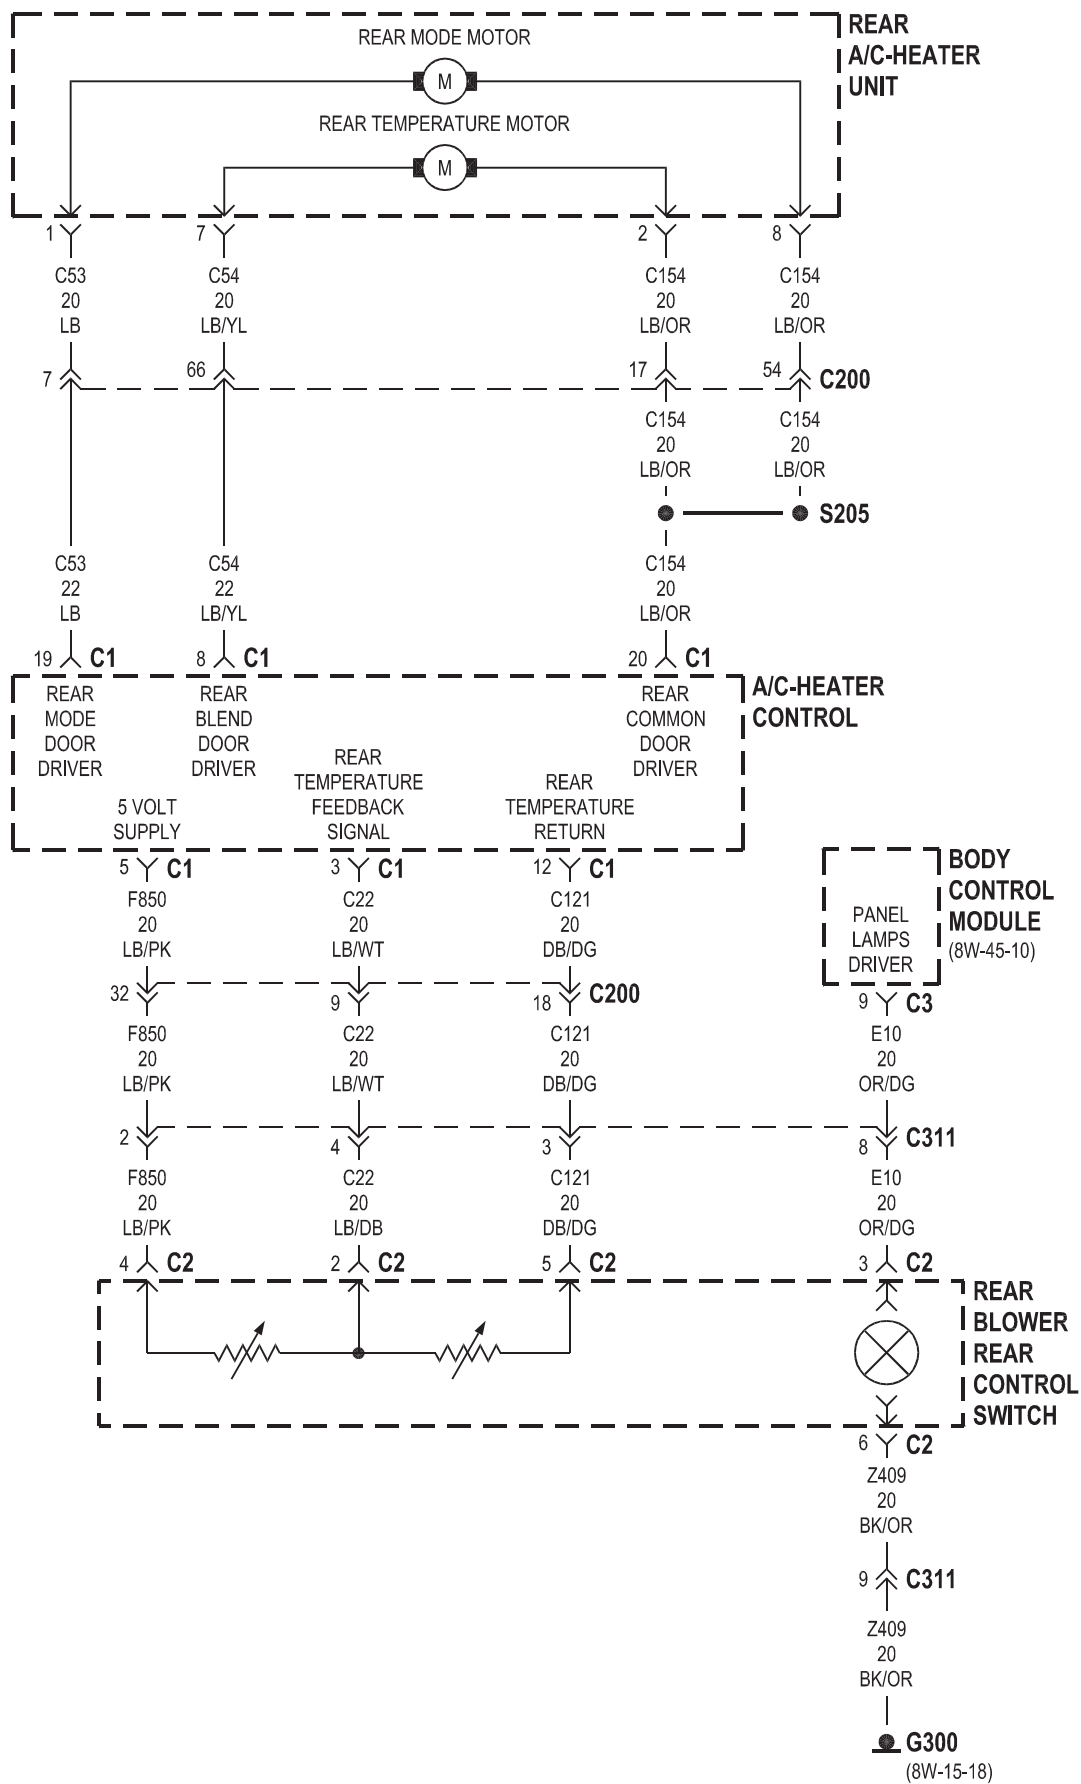 REAR MODE MOTOR
REAR
A/C-HEATER
UNIT
M
REAR TEMPERATURE MOTOR
M
1
7
2
8
C53
20
LB
C54
20
LB/YL
C154
20
LB/OR
C154
20
LB/OR
7
66
17
54
C200
C154
20
LB/OR
C154
20
LB/OR
S205
C53
22
LB
C54
22
LB/YL
C154
20
LB/OR
19 C1
8 C1
20 C1
A/C-HEATER
CONTROL
REAR
MODE
DOOR
DRIVER
REAR
BLEND
DOOR
DRIVER
REAR
COMMON
DOOR
DRIVER
5 VOLT
SUPPLY
REAR
TEMPERATURE
FEEDBACK
SIGNAL
REAR
TEMPERATURE
RETURN
5 C1
3 C1
12 C1
BODY
CONTROL
MODULE
(8W-45-10)
PANEL
LAMPS
DRIVER
F850
20
LB/PK
C22
20
LB/WT
C121
20
DB/DG
32
9
18
C200
9 C3
F850
20
LB/PK
C22
20
LB/WT
C121
20
DB/DG
E10
20
OR/DG
2
4
3
8
C311
F850
20
LB/PK
C22
20
LB/DB
C121
20
DB/DG
E10
20
OR/DG
4 C2
2 C2
5 C2
3 C2
REAR
BLOWER
REAR
CONTROL
SWITCH
6 C2
Z409
20
BK/OR
9 C311
Z409
20
BK/OR
G300
(8W-15-18)